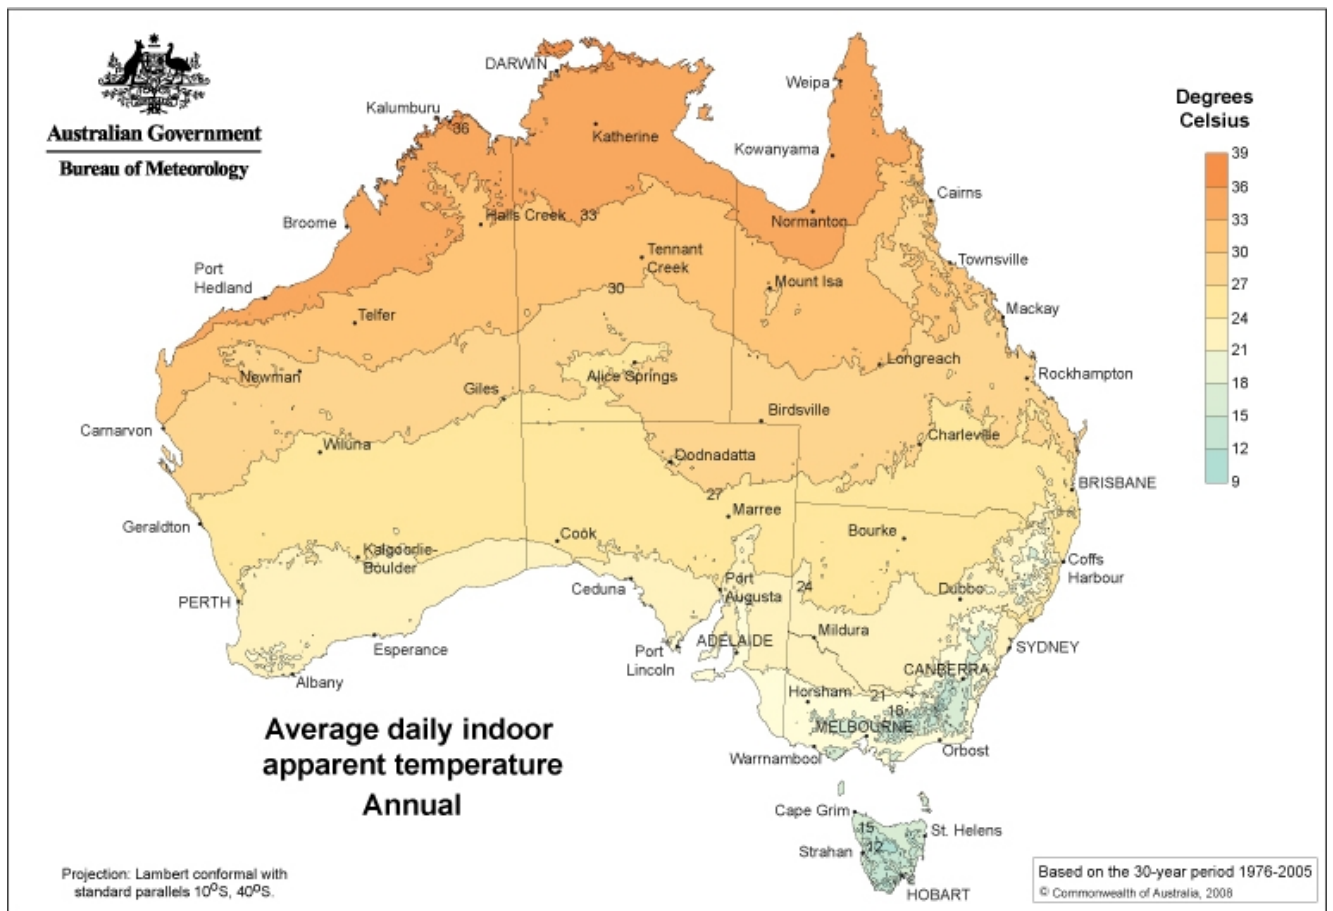 Australian Government
Bureau of Meteorology
DARWIN
Weipa
Kalumburu
36
Katherine
Kowanyama
Degrees
Celsius
39
36
33
30
27
24
21
18
15
12
9
Cairns
Broome
Halls Creek
33
Normanton
Tennant
Creek
Townsville
Port
Hedland
30
Mount Isa
Telfer
Mackay
Newman
Alice Springs
Longreach
Rockhampton
Giles
Birdsville
Carnarvon
Wiluna
Charleville
Oodnadatta
27
BRISBANE
Marree
Geraldton
Cook
Bourke
Kalgoorlie-
Boulder
Coffs
Harbour
Ceduna
Port
Augusta
24
Dubbo
PERTH
Mildura
ADELAIDE
Esperance
Port
Lincoln
SYDNEY
CANBERRA
Albany
Horsham
21
18
MELBOURNE
Warrnambool
Orbost
Average daily indoor
apparent temperature
Annual
Cape Grim
15
St. Helens
Strahan
12
HOBART
Projection: Lambert conformal with
standard parallels 10°S, 40°S.
Based on the 30-year period 1976-2005
© Commonwealth of Australia, 2008